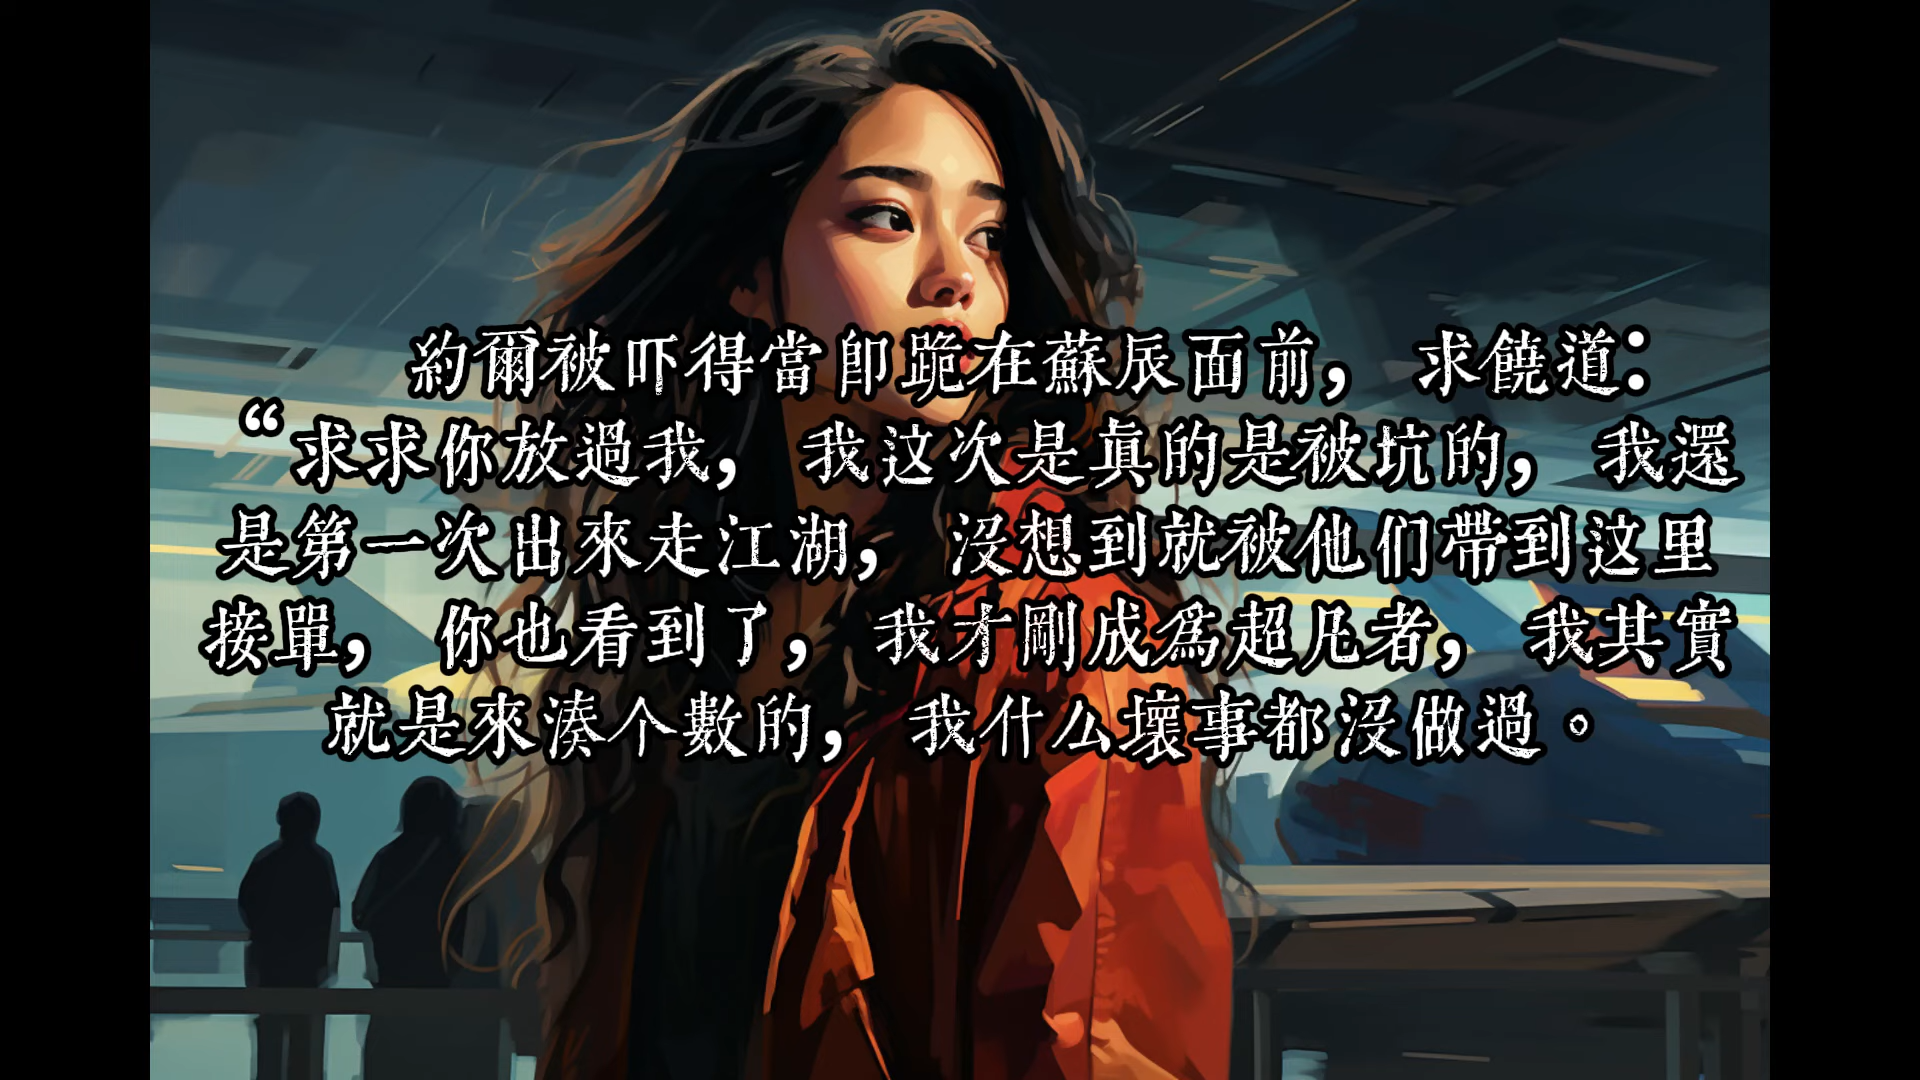 約爾被吓得當卽跪在蘇辰面前，求饒道：
“求求你放過我，我这次是眞的是被坑的，我還
是第一次出來走江湖，沒想到就被他们帶到这里
接單，你也看到了，我才剛成爲超凡者，我其實
就是來湊个數的，我什么壞事都沒做過。